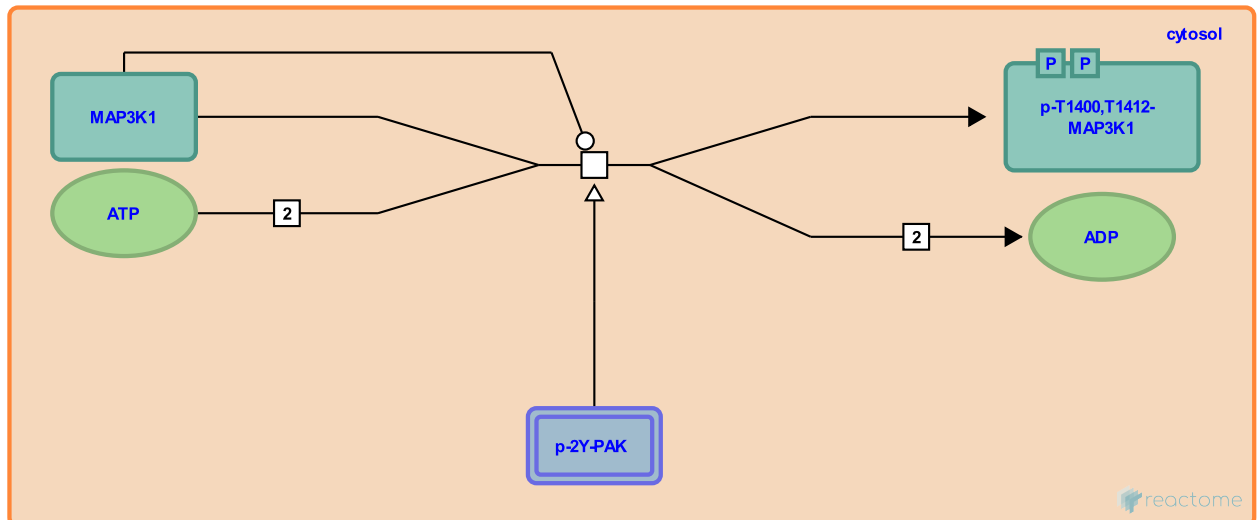 cytosol
MAP3K1
P P
p-T1400,T1412-
MAP3K1
ATP
2
2
ADP
p-2Y-PAK
reactome